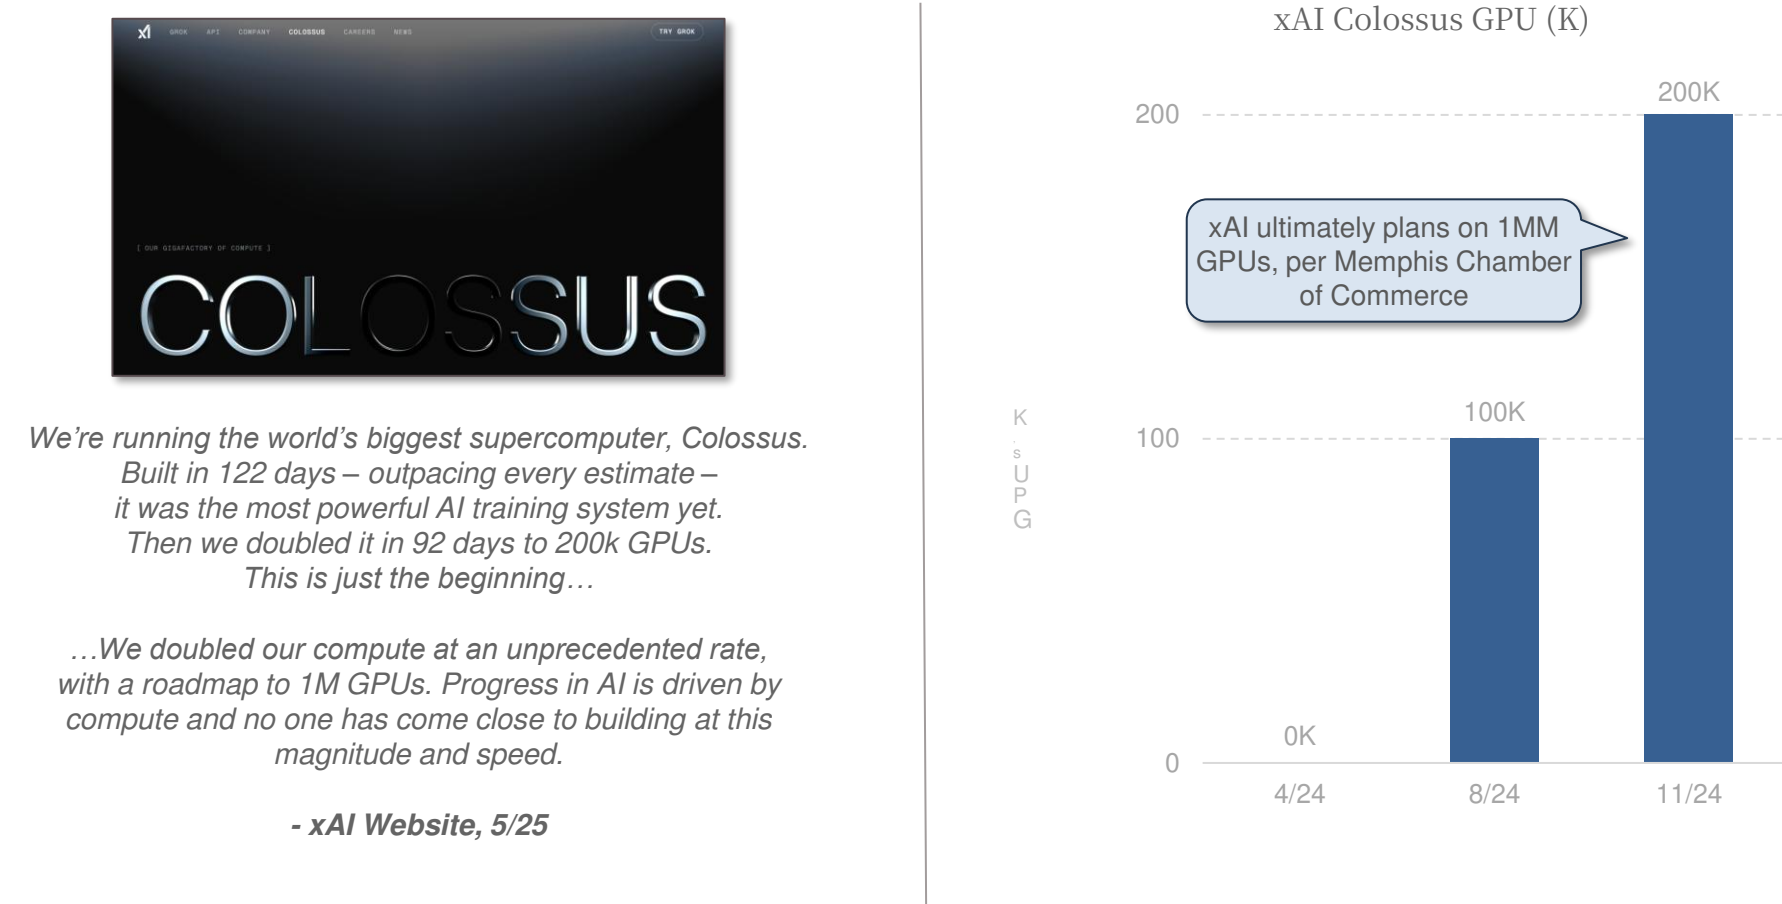 xAI
GROK API COMPANY COLOSSUS CAREERS NEWS TRY GROK
[ OUR GIGAFACTORY OF COMPUTE ]
COLOSSUS
We’re running the world’s biggest supercomputer, Colossus.
Built in 122 days – outpacing every estimate –
it was the most powerful AI training system yet.
Then we doubled it in 92 days to 200k GPUs.
This is just the beginning…
…We doubled our compute at an unprecedented rate,
with a roadmap to 1M GPUs. Progress in AI is driven by
compute and no one has come close to building at this
magnitude and speed.
- xAI Website, 5/25
xAI Colossus GPU (K)
200K
200
xAI ultimately plans on 1MM
GPUs, per Memphis Chamber
of Commerce
100K
100
K
.
s
U
P
G
0K
0
4/24 8/24 11/24